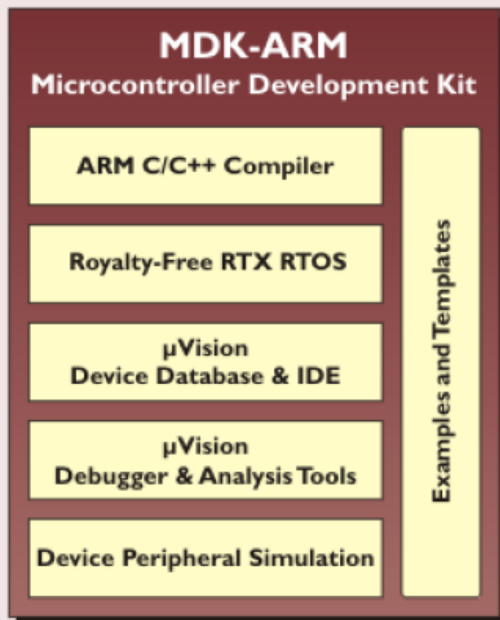 MDK-ARM
Microcontroller Development Kit
ARM C/C++ Compiler
Royalty-Free RTX RTOS
µVision
Device Database & IDE
µVision
Debugger & Analysis Tools
Device Peripheral Simulation
Examples and Templates